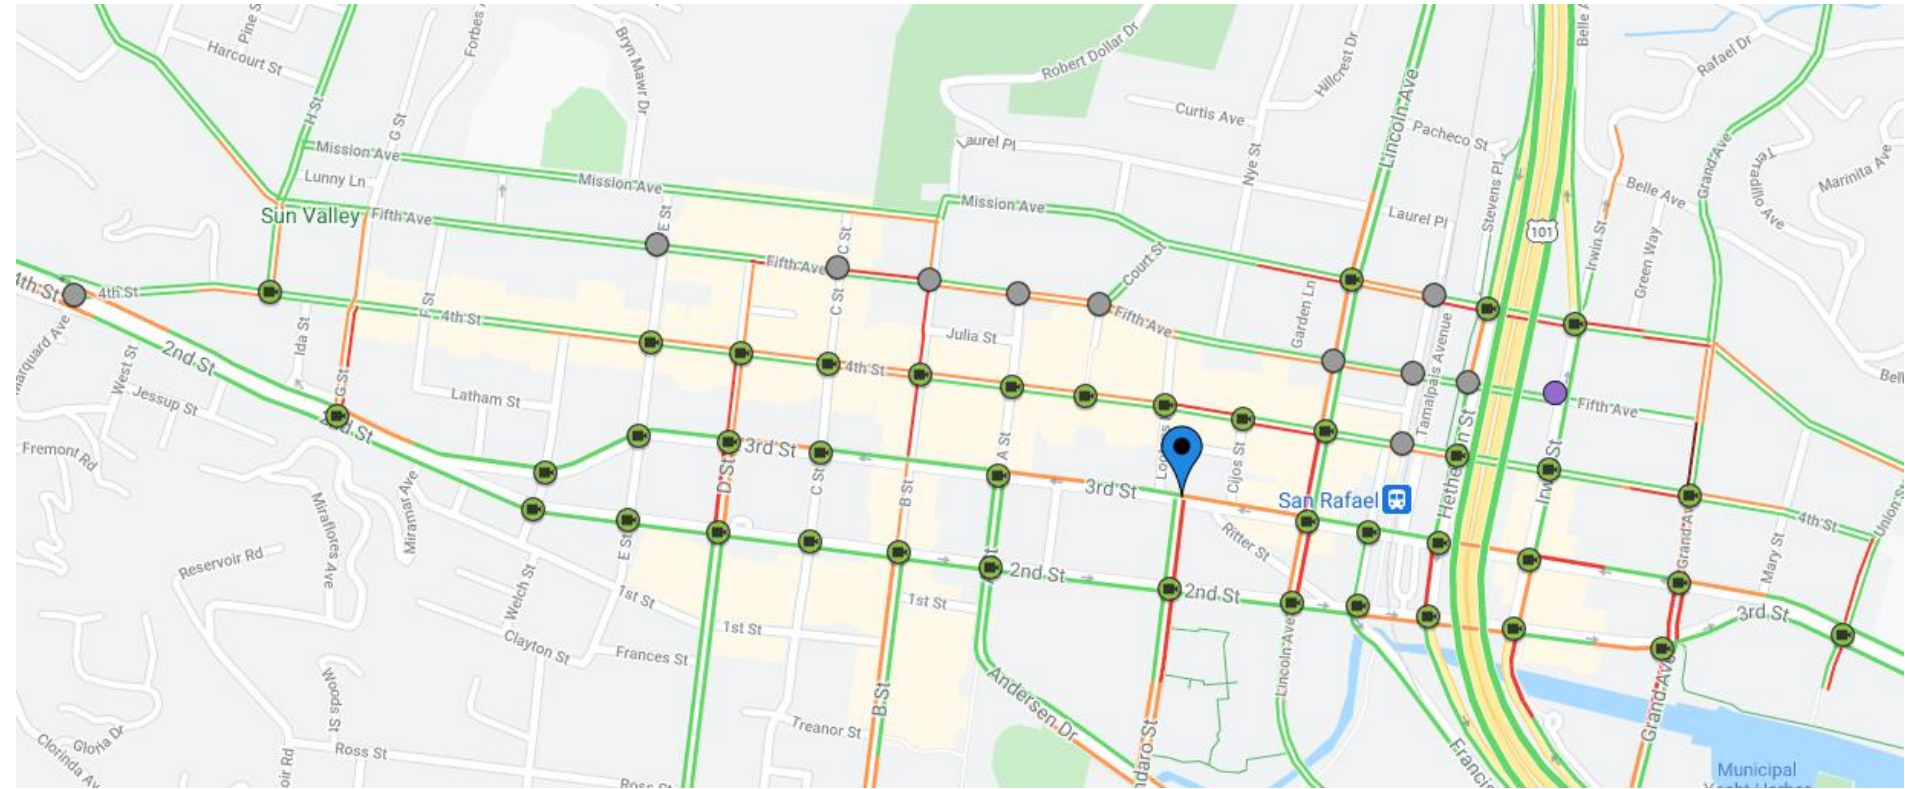 Pine S
Forbes
Harcourt St
Bryn Mawr Dr
Robert Dollar Dr
Hillcrest Dr
Belle A
Rafael Dr
H St
G St
Curtis Ave
Lincoln Ave
Pacheco St
Grand Ave
Terradillo Ave
Marinita Ave
Mission Ave
Laurel Pl
Nye St
Stevens Pl
Lunny Ln
Mission Ave
Mission Ave
Laurel Pl
Belle Ave
Sun Valley
Fifth Ave
E St
C St
101
Irwin St
Green Way
Court St
Fifth Ave
4th St
4th St
F St
C St
Garden Ln
Tamalpais Avenue
Fifth Ave
4th St
Julia St
Marquard Ave
Ida St
2nd St
West St
4th St
Bell
G St
Jessup St
Latham St
Fifth Ave
2nd St
3rd St
A St
Cijos St
Fremont Rd
D St
C St
B St
3rd St
San Rafael
4th St
Union St
Miraflores Ave
Miramar Ave
Ritter St
Grand Av
Mary St
Reservoir Rd
E St
Welch St
2nd St
2nd St
1st St
1st St
3rd St
1st St
Clayton St
Frances St
Lincoln Ave
Woods St
Andersen Dr
B St
Grand Ave
Treanor St
Gloria Dr
Clorinda Av
Ross St
oir Rd
Ross St
ndaro St
Francis
Municipal